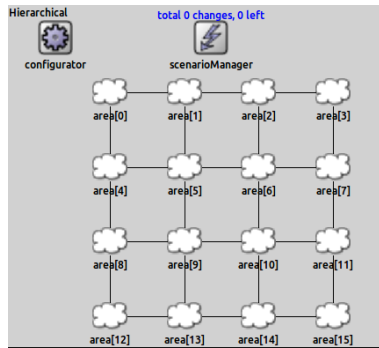 Hierarchical
total 0 changes, 0 left
configurator
scenarioManager
area[0]
area[1]
area[2]
area[3]
area[4]
area[5]
area[6]
area[7]
area[8]
area[9]
area[10]
area[11]
area[12]
area[13]
area[14]
area[15]